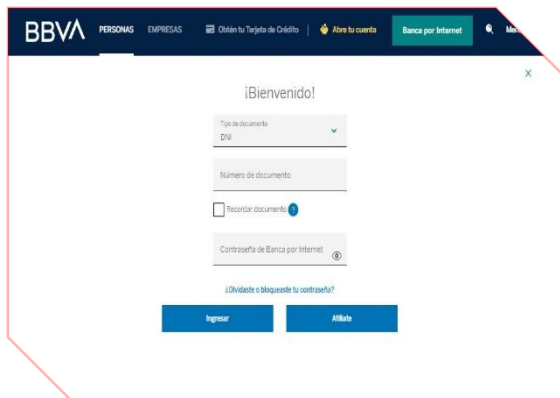 BBVA PERSONAS EMPRESAS Obtén tu Tarjeta de Crédito Abre tu cuenta Banca por Internet
X
¡Bienvenido!
Tipo de documento
DNI
Número de documento
Recordar documento ?
Contraseña de Banca por Internet
¿Olvidaste o bloqueaste tu contraseña?
Ingresar Afíliate